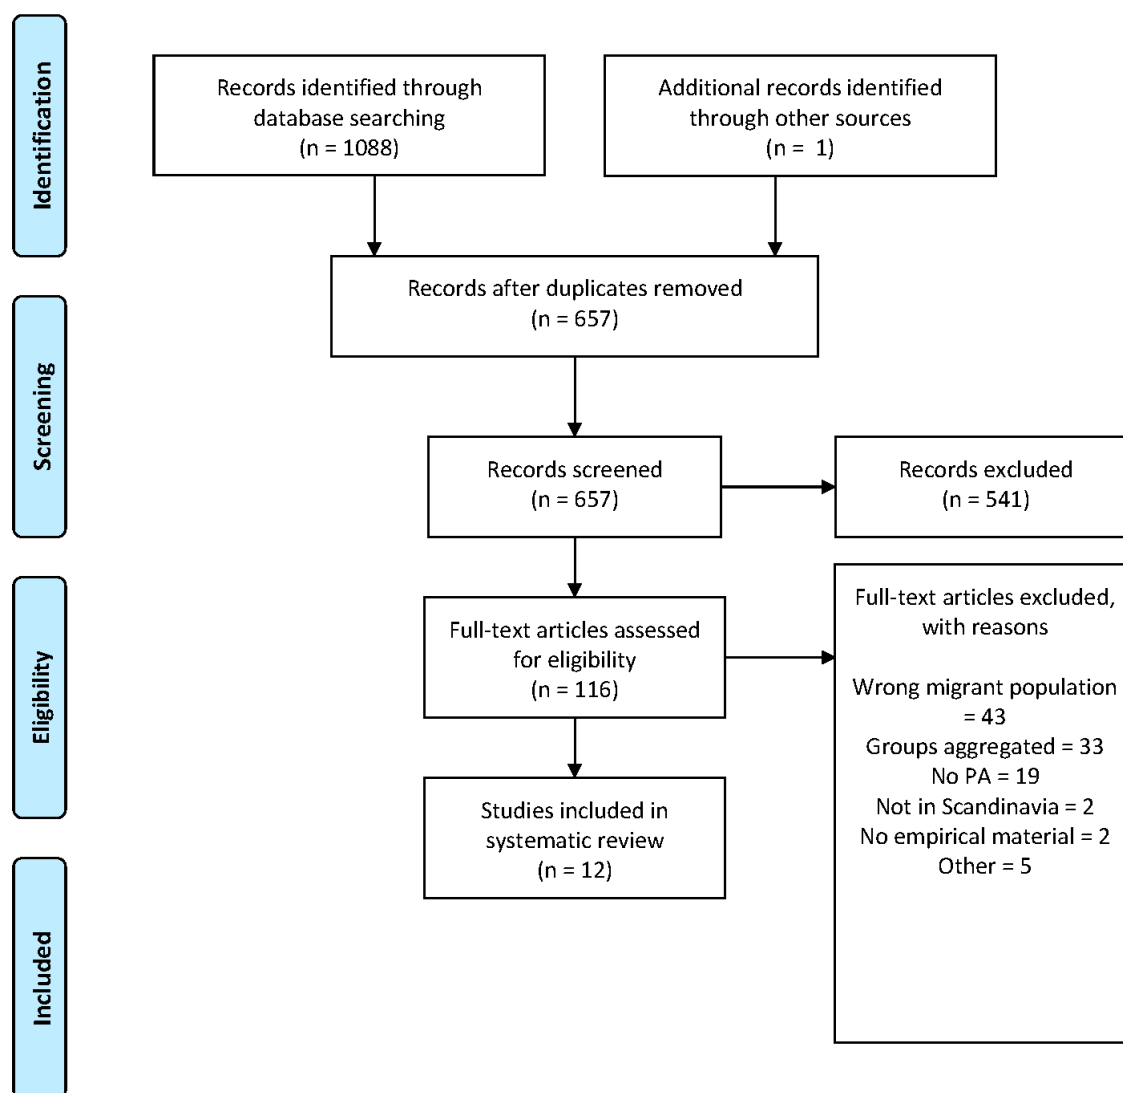 Identification
Records identified through
database searching
(n = 1088)
Additional records identified
through other sources
(n = 1)
Records after duplicates removed
(n = 657)
Screening
Records screened
(n = 657)
Records excluded
(n = 541)
Eligibility
Full-text articles assessed
for eligibility
(n = 116)
Full-text articles excluded,
with reasons
Wrong migrant population
= 43
Groups aggregated = 33
No PA = 19
Not in Scandinavia = 2
No empirical material = 2
Other = 5
Studies included in
systematic review
(n = 12)
Included